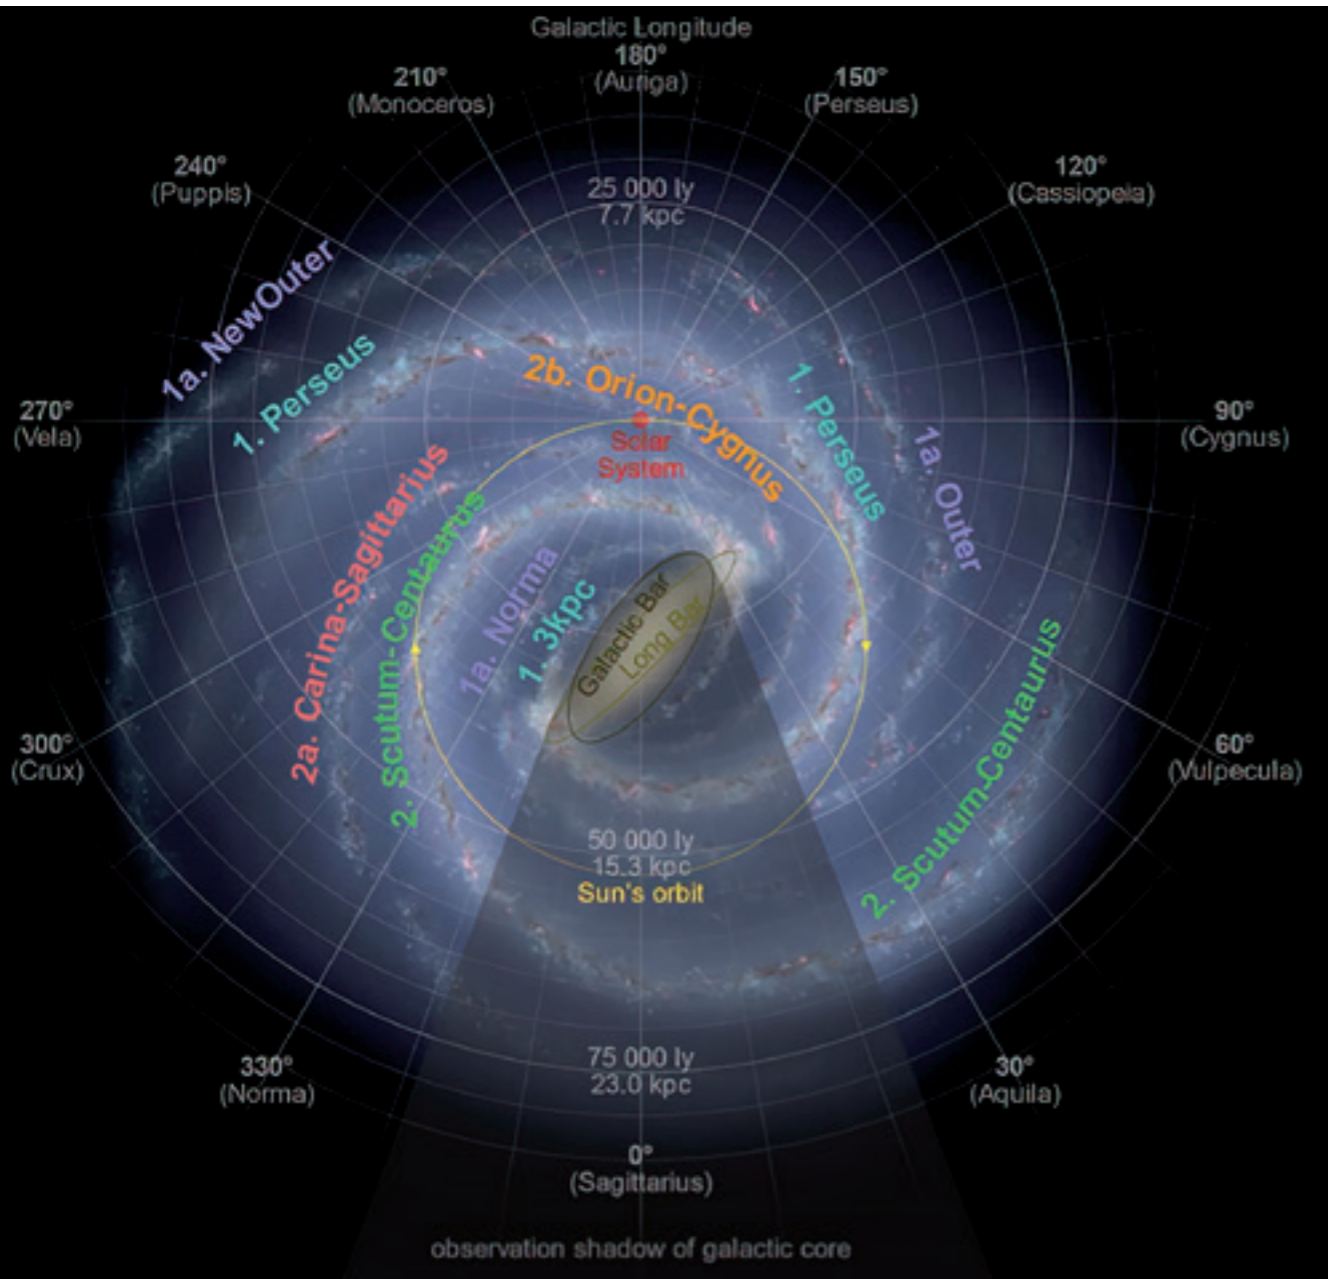 Galactic Longitude
180°
(Auriga)
210°
(Monoceros)
150°
(Perseus)
240°
(Puppis)
120°
(Cassiopeia)
25 000 ly
7.7 kpc
1a. NewOuter
1. Perseus
2b. Orion-Cygnus
1. Perseus
270°
(Vela)
90°
(Cygnus)
Solar
System
1a. Outer
2a. Carina-Sagittarius
2. Scutum-Centaurus
1a. Norma
1. 3kpc
Galactic Bar
Long Bar
2. Scutum-Centaurus
300°
(Crux)
60°
(Vulpecula)
50 000 ly
15.3 kpc
Sun's orbit
75 000 ly
23.0 kpc
330°
(Norma)
30°
(Aquila)
0°
(Sagittarius)
observation shadow of galactic core